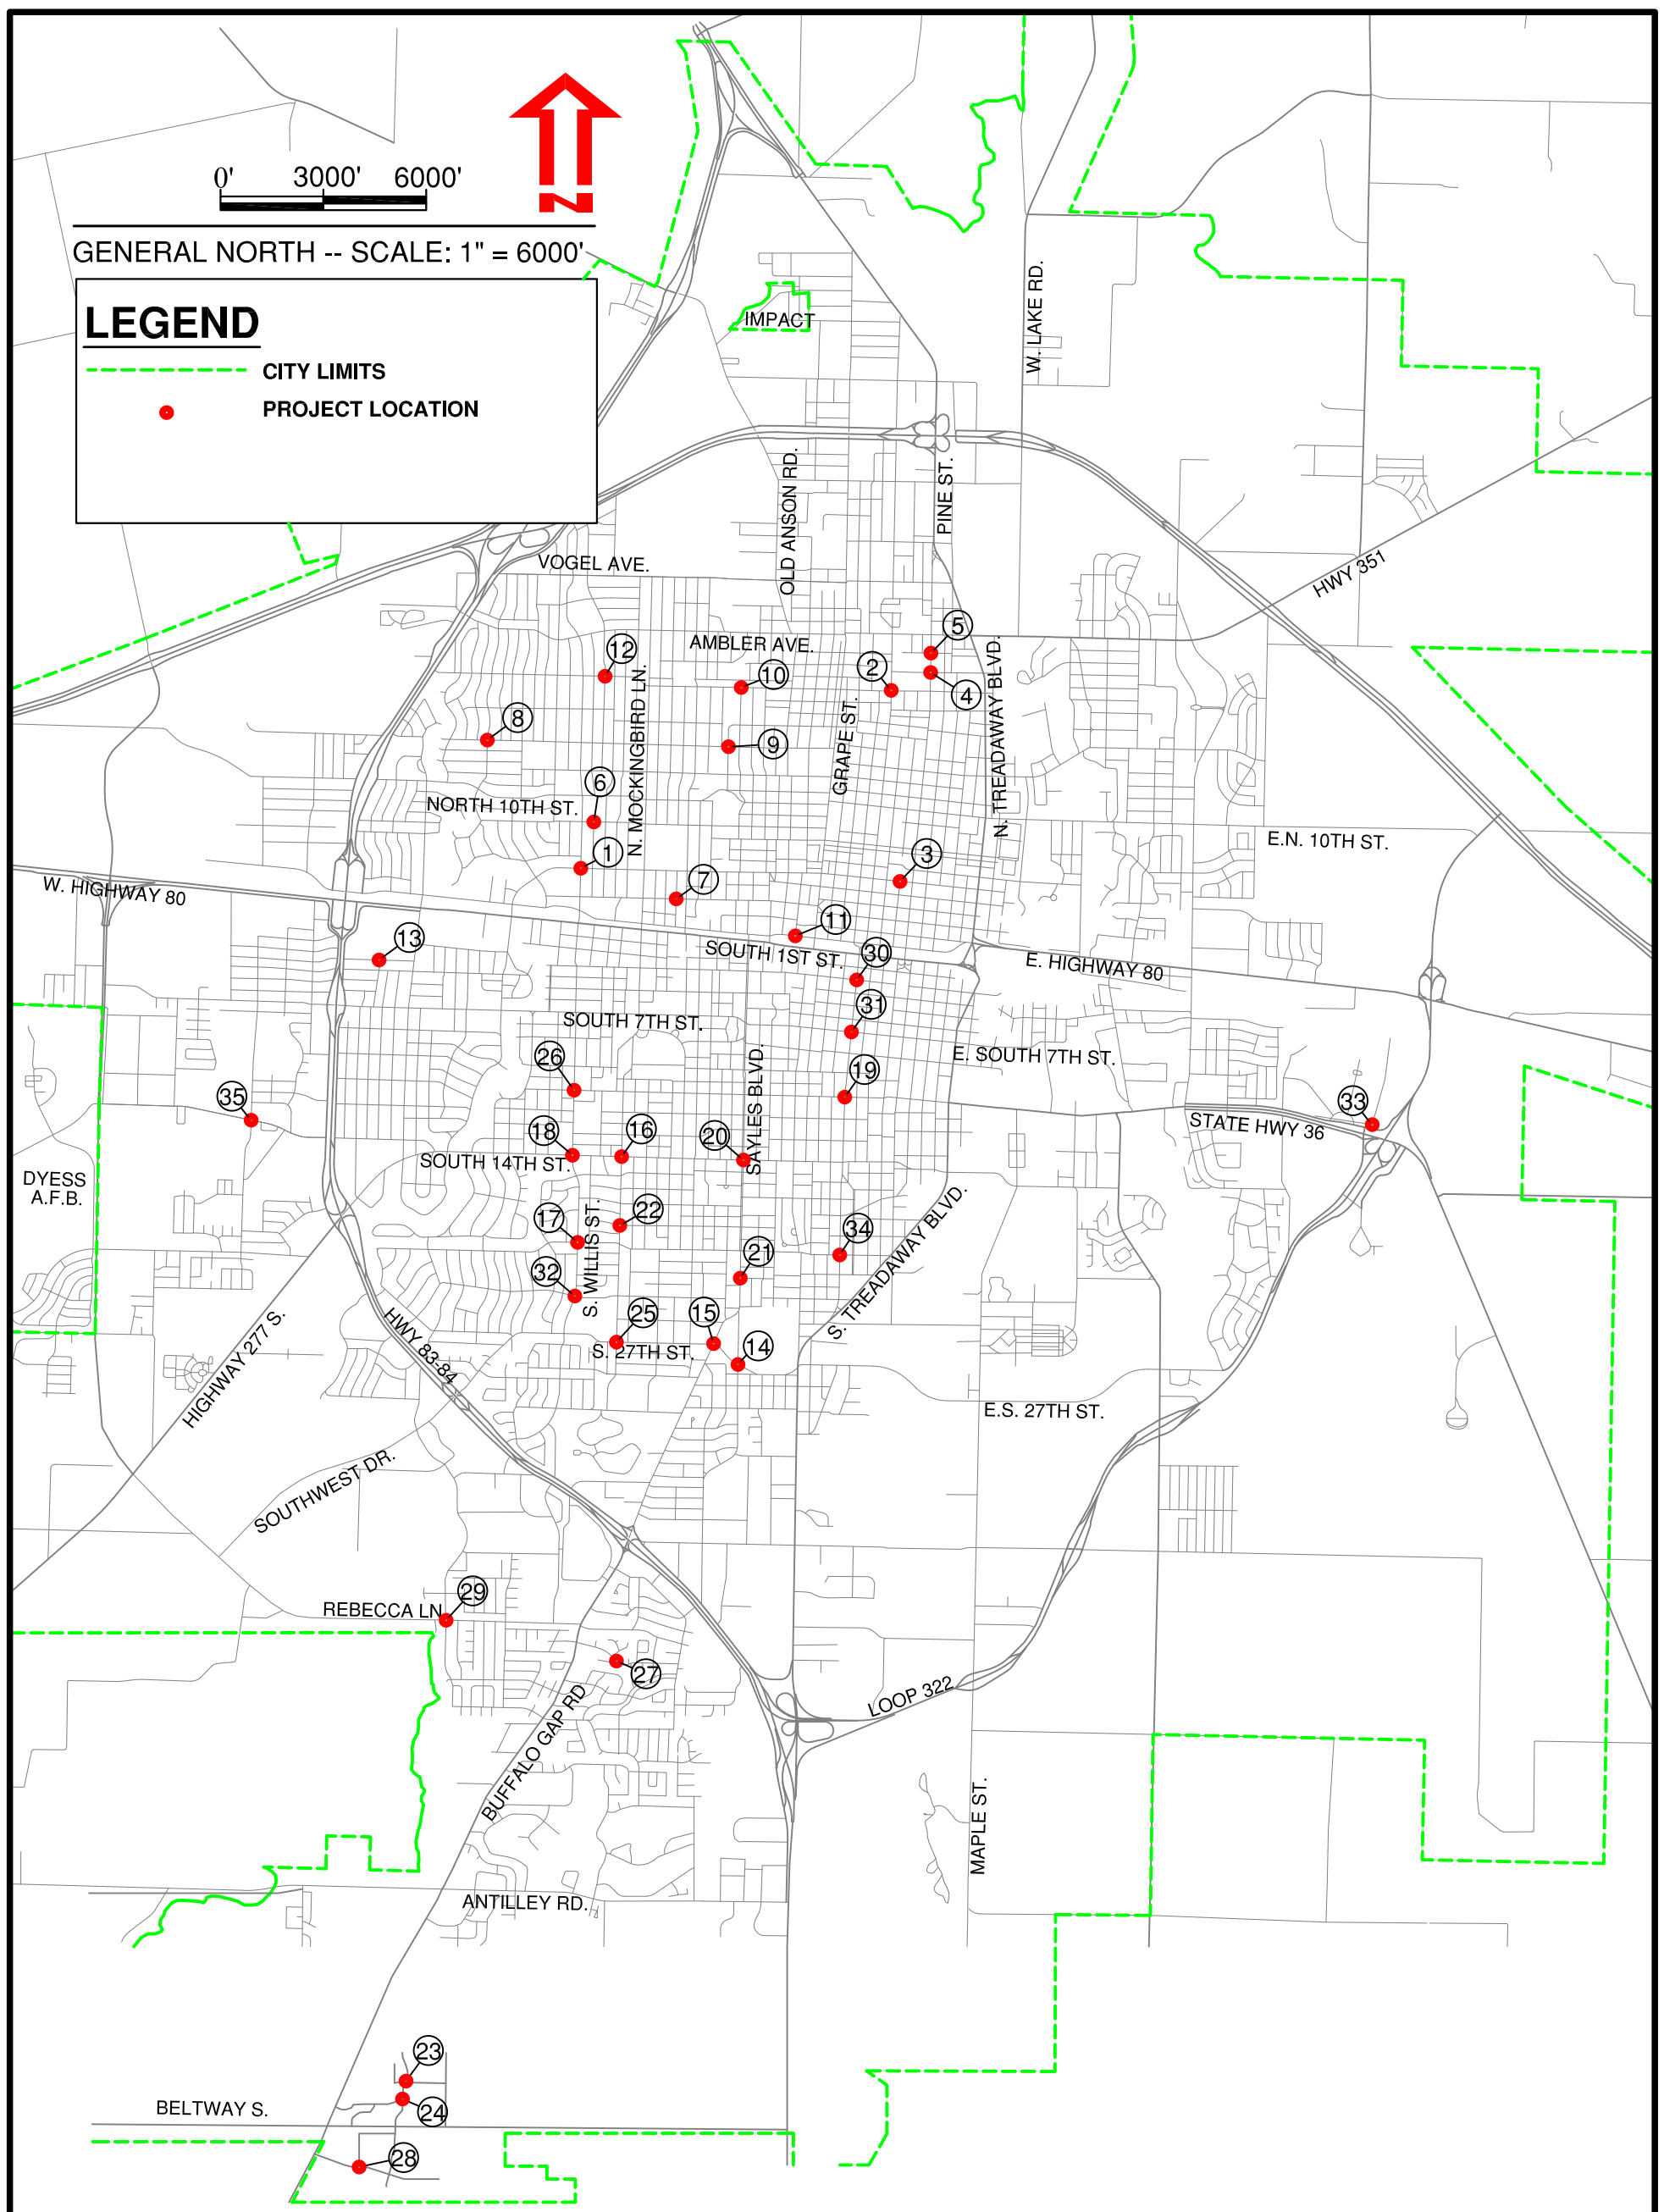 0' 3000' 6000'
N
GENERAL NORTH -- SCALE: 1" = 6000'
LEGEND
CITY LIMITS
PROJECT LOCATION
IMPACT
W. LAKE RD.
OLD ANSON RD.
PINE ST.
VOGEL AVE.
HWY 351
AMBLER AVE.
5
12
2
10
4
N. MOCKINGBIRD LN.
GRAPE ST.
N. TREADAWAY BLVD.
8
9
6
NORTH 10TH ST.
E.N. 10TH ST.
1
3
7
W. HIGHWAY 80
11
13
SOUTH 1ST ST.
30
E. HIGHWAY 80
31
SOUTH 7TH ST.
E. SOUTH 7TH ST.
26
19
SAYLES BLVD.
35
33
STATE HWY 36
18
16
20
SOUTH 14TH ST.
DYESS
A.F.B.
22
17
34
S. WILLIS ST.
S. TREADAWAY BLVD.
21
32
25
15
14
S. 27TH ST.
HWY 83-84
HIGHWAY 277 S.
E.S. 27TH ST.
SOUTHWEST DR.
29
REBECCA LN
27
LOOP 322
BUFFALO GAP RD
MAPLE ST.
ANTILLEY RD.
23
24
BELTWAY S.
28